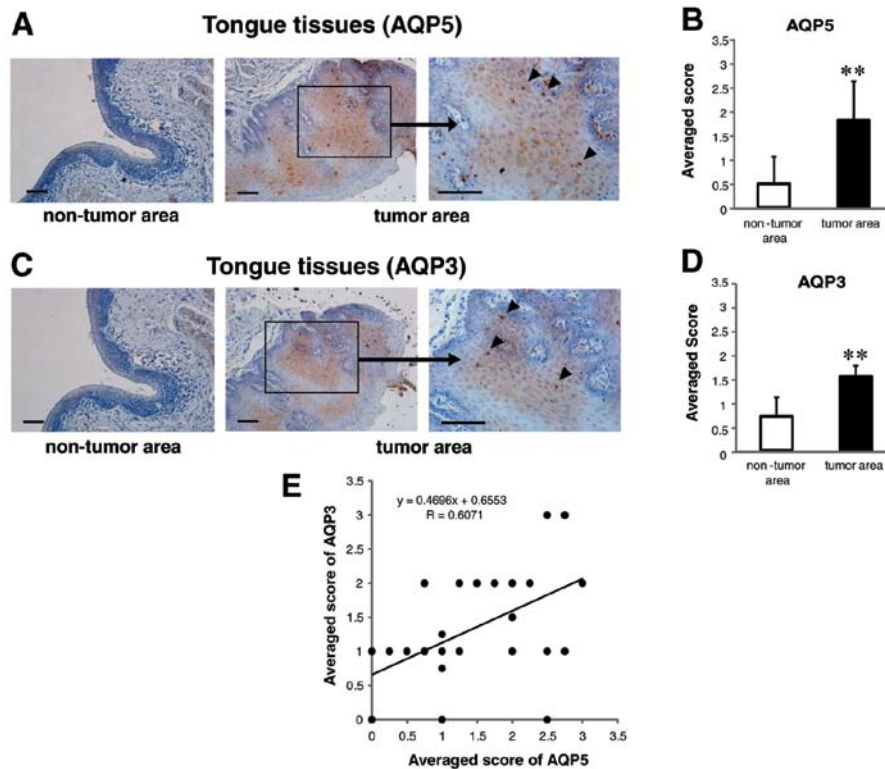 A
Tongue tissues (AQP5)
non-tumor area
tumor area
B
AQP5
Averaged score
3.5
3
2.5
2
1.5
1
0.5
0
**
non -tumor
area
tumor area
C
Tongue tissues (AQP3)
non-tumor area
tumor area
D
AQP3
Averaged Score
3.5
3
2.5
2
1.5
1
0.5
0
**
non -tumor
area
tumor area
E
y = 0.4696x + 0.6553
R = 0.6071
Averaged score of AQP3
3.5
3
2.5
2
1.5
1
0.5
0
0
0.5
1
1.5
2
2.5
3
3.5
Averaged score of AQP5